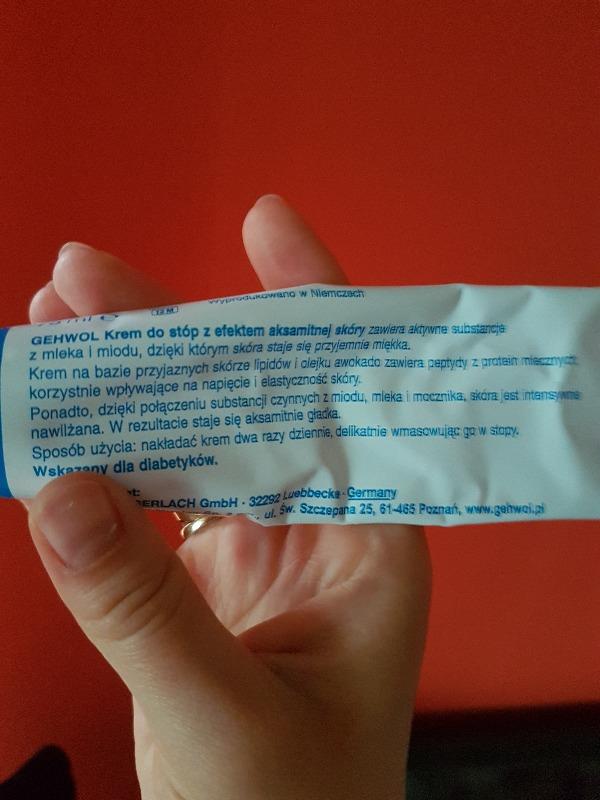 75 ml e 12 M Wyprodukowano w Niemczech
GEHWOL Krem do stóp z efektem aksamitnej skóry zawiera aktywne substancje
z mleka i miodu, dzięki którym skóra staje się przyjemnie miękka.
Krem na bazie przyjaznych skórze lipidów i olejku awokado zawiera peptydy z protein mlecznych,
korzystnie wpływające na napięcie i elastyczność skóry.
Ponadto, dzięki połączeniu substancji czynnych z miodu, mleka i mocznika, skóra jest intensywnie
nawilżana. W rezultacie staje się aksamitnie gładka.
Sposób użycia: nakładać krem dwa razy dziennie, delikatnie wmasowując go w stopy.
Wskazany dla diabetyków.
GERLACH GmbH · 32292 Luebbecke · Germany
ul. Św. Szczepana 25, 61-465 Poznań, www.gehwol.pl